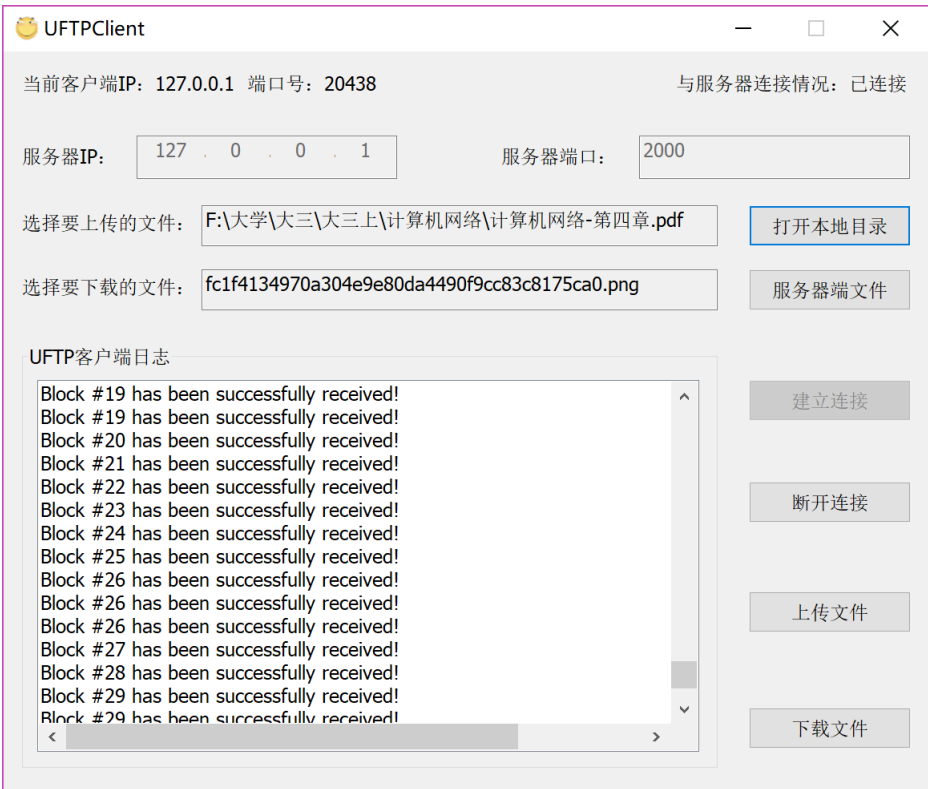 UFTPClient
当前客户端IP：127.0.0.1 端口号：20438 与服务器连接情况：已连接
服务器IP： 127 . 0 . 0 . 1 服务器端口： 2000
选择要上传的文件： F:\大学\大三\大三上\计算机网络\计算机网络-第四章.pdf 打开本地目录
选择要下载的文件： fc1f4134970a304e9e80da4490f9cc83c8175ca0.png 服务器端文件
UFTP客户端日志
Block #19 has been successfully received!
Block #19 has been successfully received!
Block #20 has been successfully received!
Block #21 has been successfully received!
Block #22 has been successfully received!
Block #23 has been successfully received!
Block #24 has been successfully received!
Block #25 has been successfully received!
Block #26 has been successfully received!
Block #26 has been successfully received!
Block #26 has been successfully received!
Block #27 has been successfully received!
Block #28 has been successfully received!
Block #29 has been successfully received!
Block #29 has been successfully received!
建立连接
断开连接
上传文件
下载文件